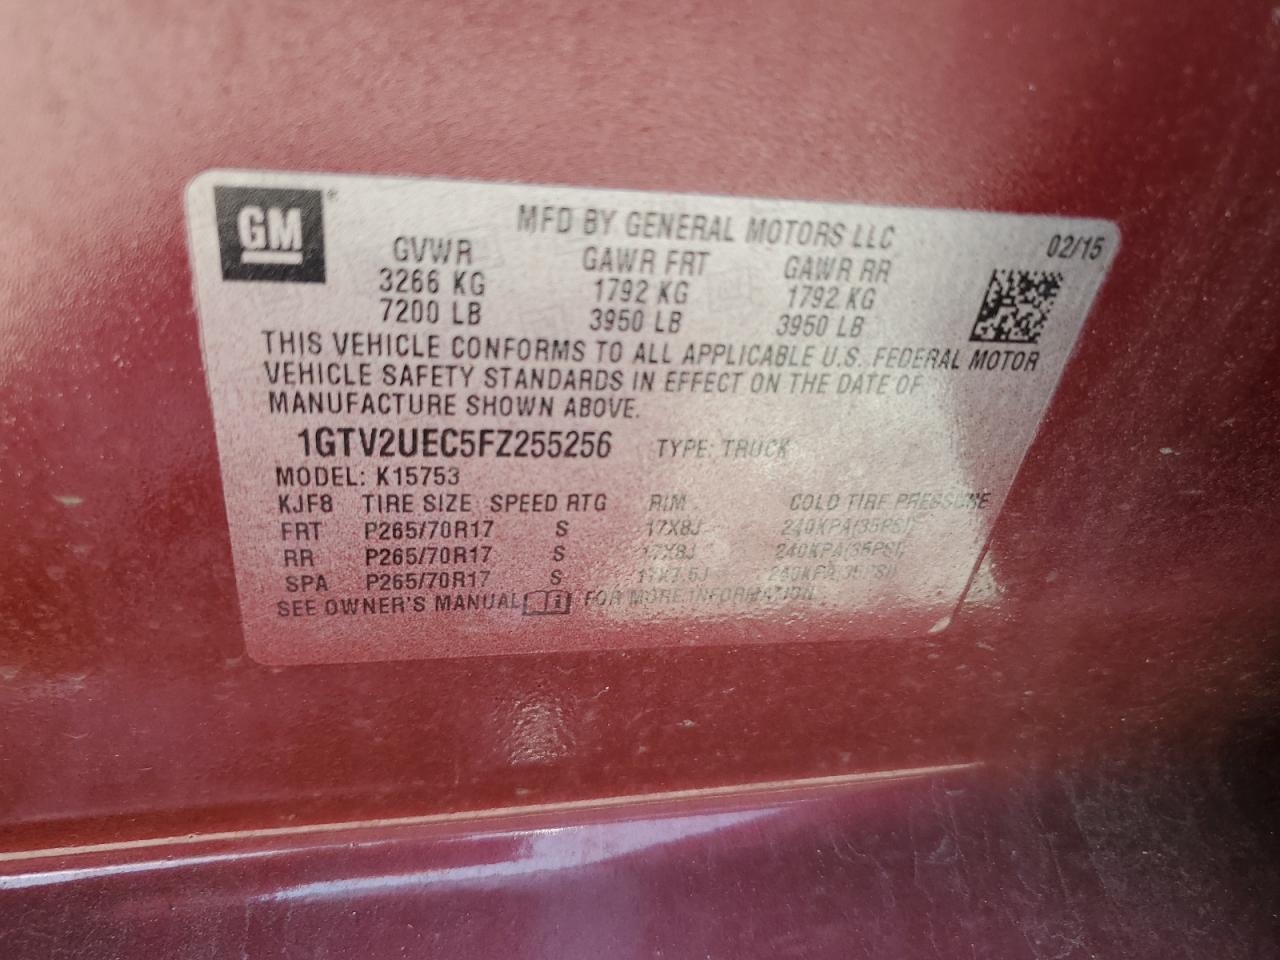 GM
MFD BY GENERAL MOTORS LLC
02/15
GVWR GAWR FRT GAWR RR
3266 KG 1792 KG 1792 KG
7200 LB 3950 LB 3950 LB
THIS VEHICLE CONFORMS TO ALL APPLICABLE U.S. FEDERAL MOTOR
VEHICLE SAFETY STANDARDS IN EFFECT ON THE DATE OF
MANUFACTURE SHOWN ABOVE.
1GTV2UEC5FZ255256 TYPE: TRUCK
MODEL: K15753
KJF8 TIRE SIZE SPEED RTG RIM COLD TIRE PRESSURE
FRT P265/70R17 S 17X8J 240KPA(35PSI)
RR P265/70R17 S 17X8J 240KPA(35PSI)
SPA P265/70R17 S 17X7.5J 240KPA(35PSI)
SEE OWNER'S MANUAL i FOR MORE INFORMATION